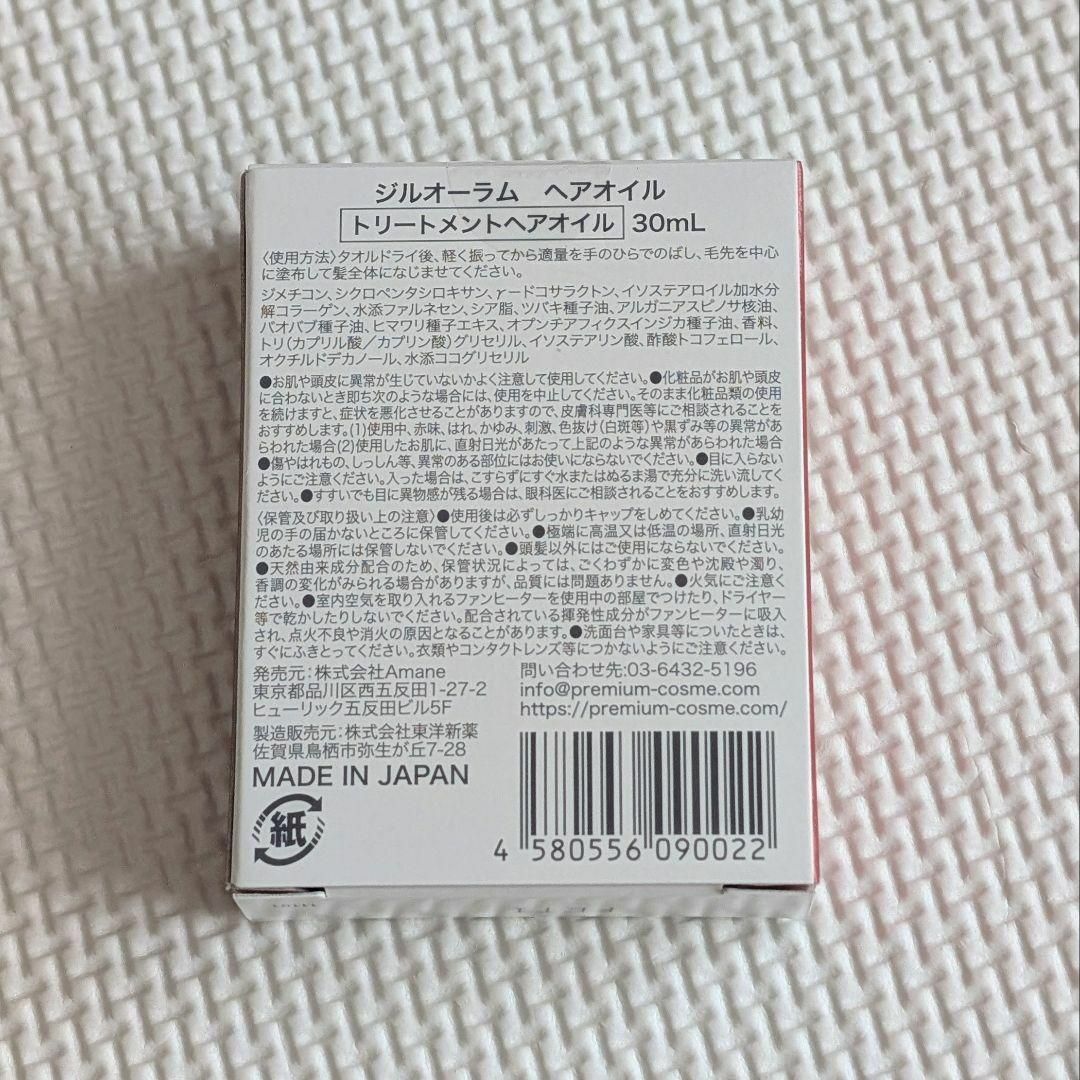 ジルオーラム ヘアオイル
トリートメントヘアオイル 30mL
〈使用方法〉タオルドライ後、軽く振ってから適量を手のひらでのばし、毛先を中心
に塗布して髪全体になじませてください。
ジメチコン、シクロペンタシロキサン、γ-ドコサラクトン、イソステアロイル加水分
解コラーゲン、水添ファルネセン、シア脂、ツバキ種子油、アルガニアスピノサ核油、
バオバブ種子油、ヒマワリ種子エキス、オプンチアフィクスインジカ種子油、香料、
トリ(カプリル酸／カプリン酸)グリセリル、イソステアリン酸、酢酸トコフェロール、
オクチルドデカノール、水添ココグリセリル
●お肌や頭皮に異常が生じていないかよく注意して使用してください。●化粧品がお肌や頭皮
に合わないとき即ち次のような場合には、使用を中止してください。そのまま化粧品類の使用
を続けますと、症状を悪化させることがありますので、皮膚科専門医等にご相談されることを
おすすめします。(1)使用中、赤味、はれ、かゆみ、刺激、色抜け(白斑等)や黒ずみ等の異常があ
らわれた場合(2)使用したお肌に、直射日光があたって上記のような異常があらわれた場合
●傷やはれもの、しっしん等、異常のある部位にはお使いにならないでください。●目に入らない
ようにご注意ください。入った場合は、こすらずにすぐ水またはぬるま湯で充分に洗い流してく
ださい。●すすいでも目に異物感が残る場合は、眼科医にご相談されることをおすすめします。
〈保管及び取り扱い上の注意〉●使用後は必ずしっかりキャップをしめてください。●乳幼
児の手の届かないところに保管してください。●極端に高温又は低温の場所、直射日光
のあたる場所には保管しないでください。●頭髪以外にはご使用にならないでください。
●天然由来成分配合のため、保管状況によっては、ごくわずかに変色や沈殿や濁り、
香調の変化がみられる場合がありますが、品質には問題ありません。●火気にご注意く
ださい。●室内空気を取り入れるファンヒーターを使用中の部屋でつけたり、ドライヤー
等で乾かしたりしないでください。配合されている揮発性成分がファンヒーターに吸入
され、点火不良や消火の原因となることがあります。●洗面台や家具等についたときは、
すぐにふきとってください。衣類やコンタクトレンズ等につかないようにご注意ください。
発売元：株式会社Amane
東京都品川区西五反田1-27-2
ヒューリック五反田ビル5F
製造販売元：株式会社東洋新薬
佐賀県鳥栖市弥生が丘7-28
MADE IN JAPAN
紙
問い合わせ先:03-6432-5196
info@premium-cosme.com
https://premium-cosme.com/
4 580556 090022